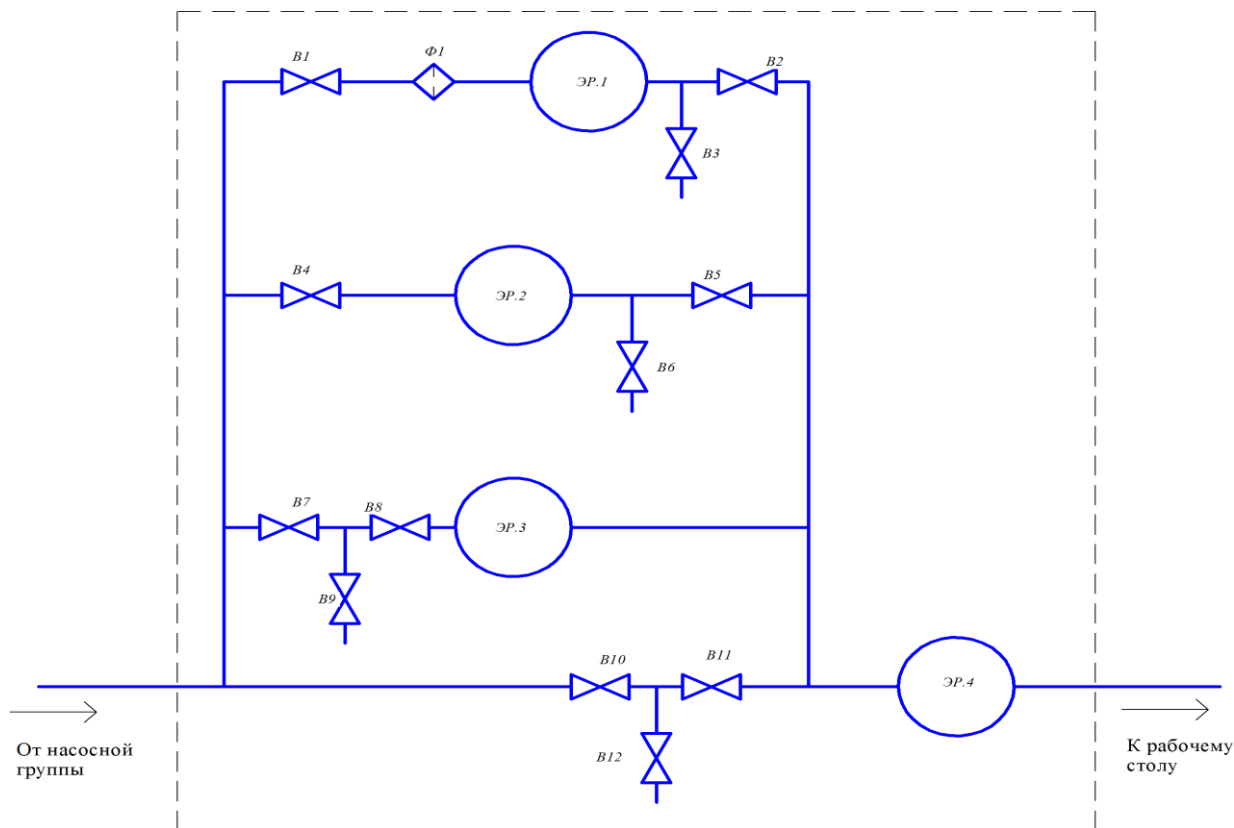 В1
Ф1
ЭР.1
В2
В3
В4
ЭР.2
В5
В6
В7
В8
ЭР.3
В9
В10
В11
ЭР.4
В12
От насосной
группы
К рабочему
столу